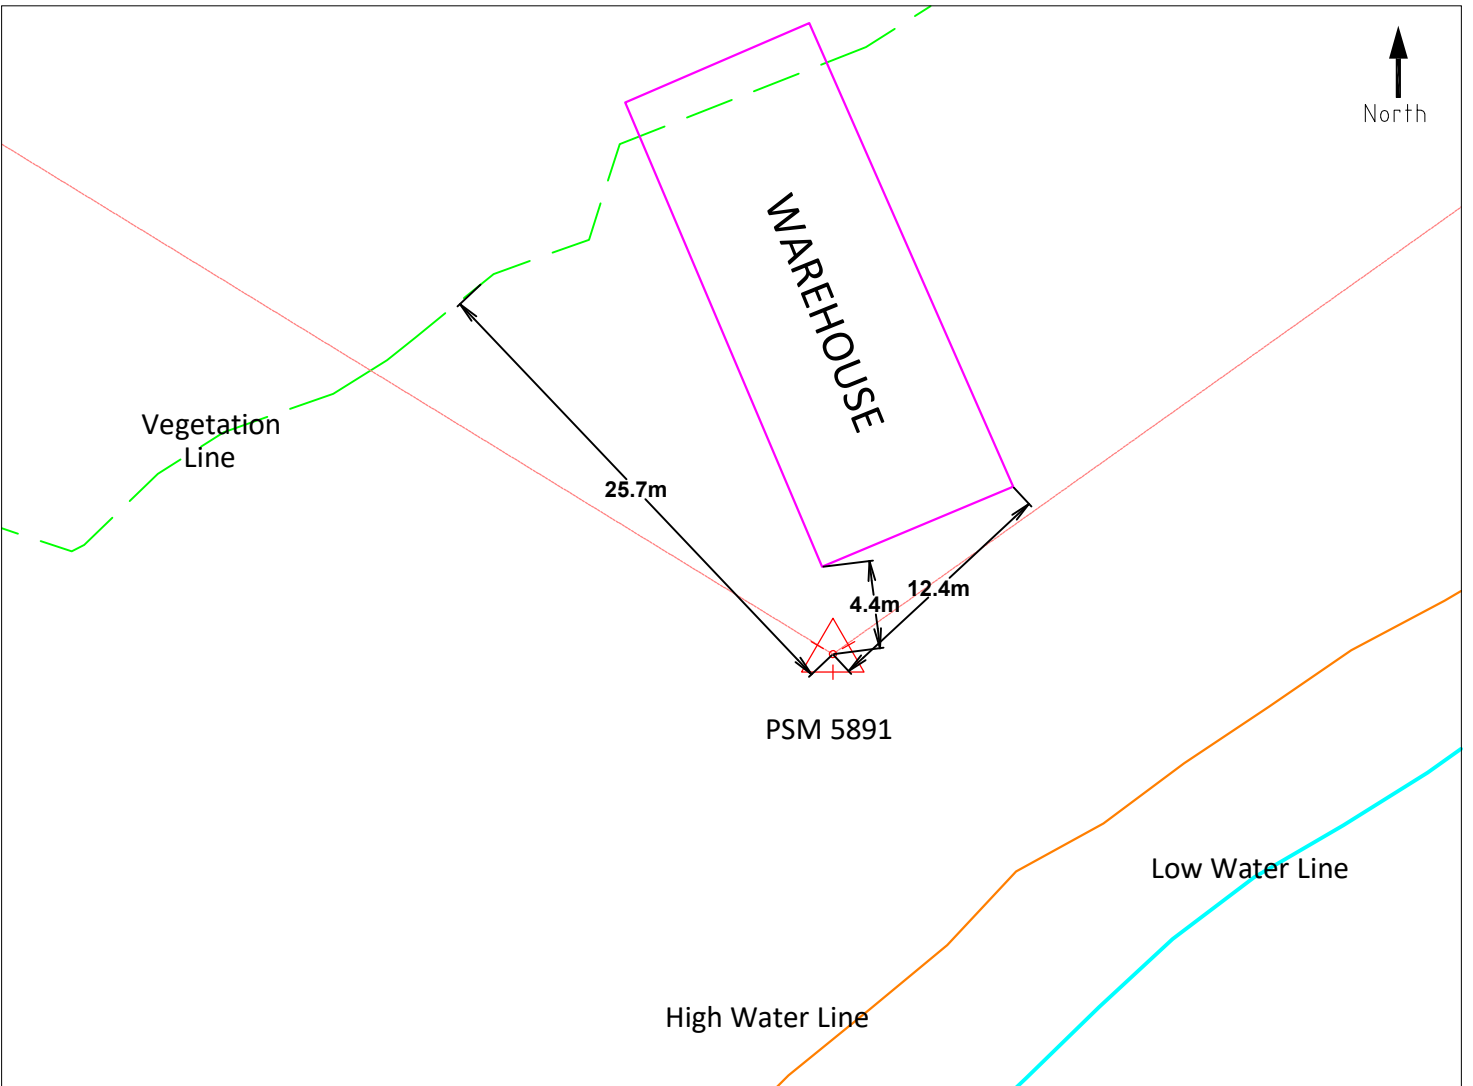 North
WAREHOUSE
Vegetation
Line
25.7m
12.4m
4.4m
PSM 5891
Low Water Line
High Water Line